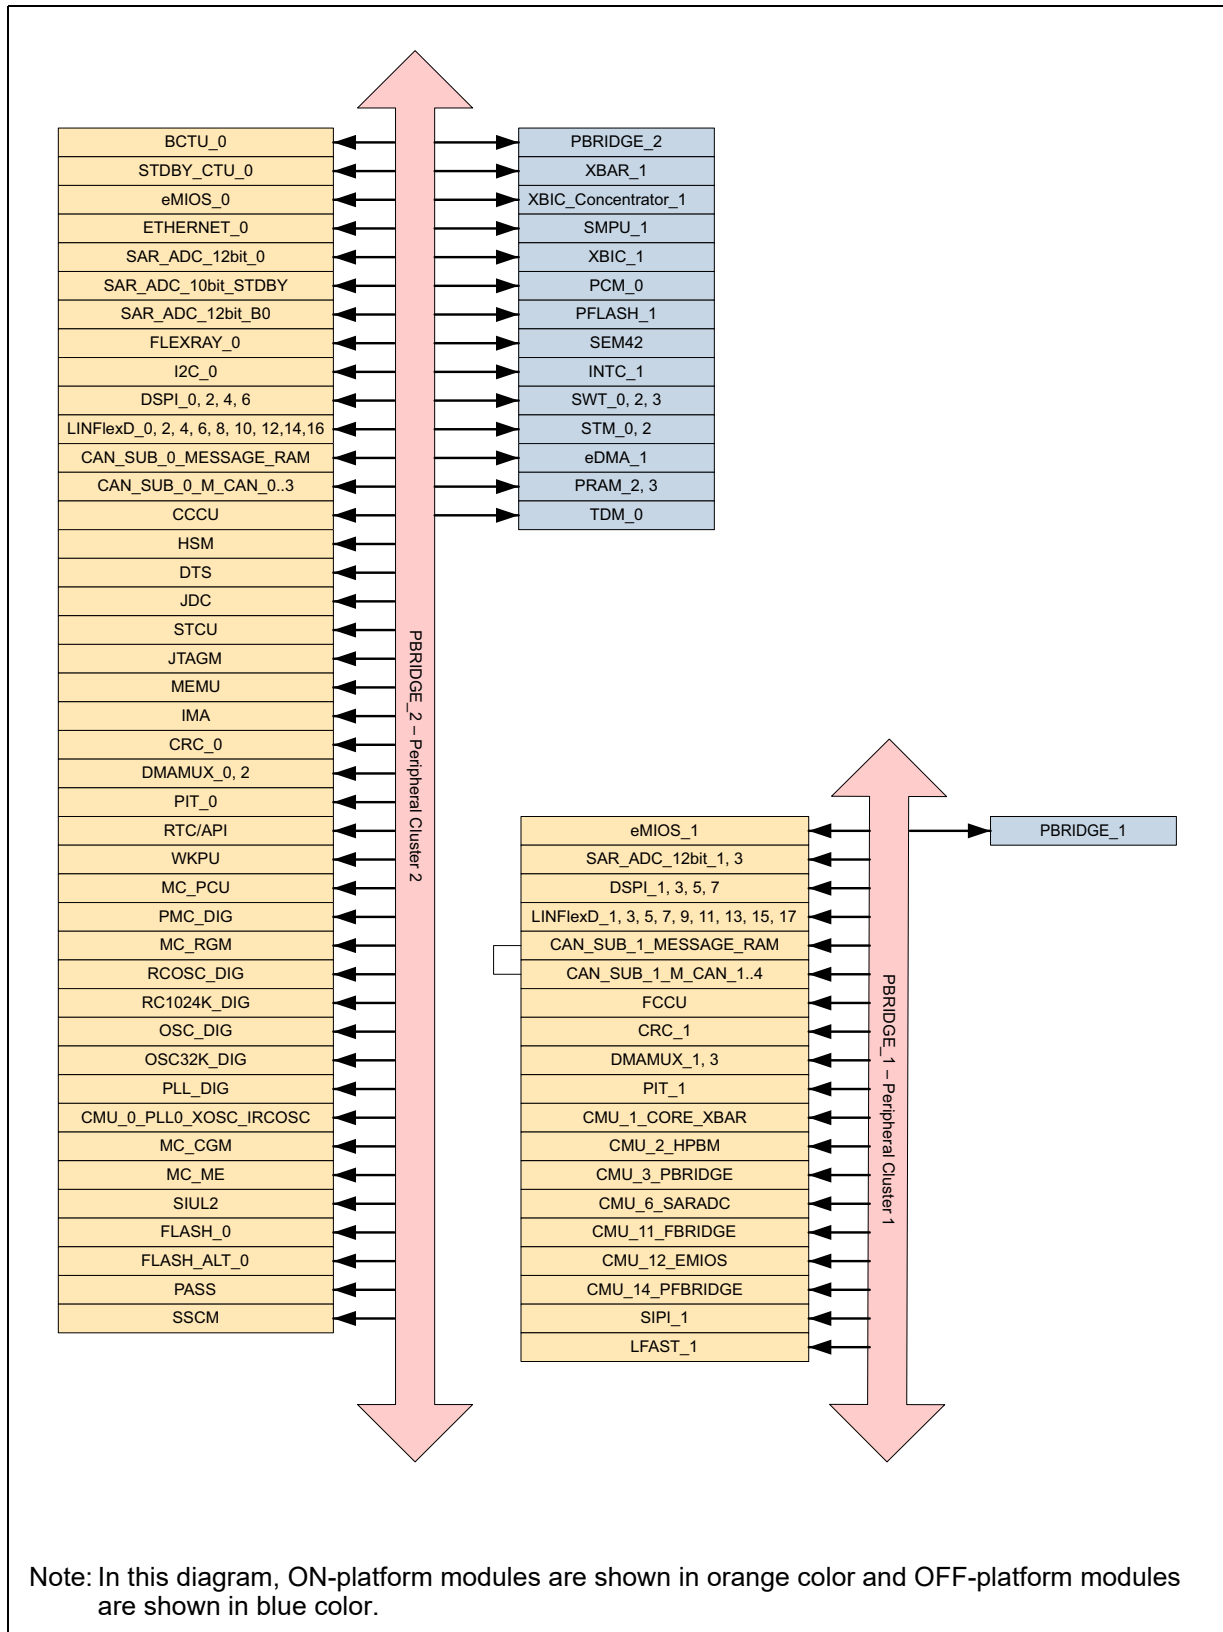 BCTU_0
STDBY_CTU_0
eMIOS_0
ETHERNET_0
SAR_ADC_12bit_0
SAR_ADC_10bit_STDBY
SAR_ADC_12bit_B0
FLEXRAY_0
I2C_0
DSPI_0, 2, 4, 6
LINFlexD_0, 2, 4, 6, 8, 10, 12,14,16
CAN_SUB_0_MESSAGE_RAM
CAN_SUB_0_M_CAN_0..3
CCCU
HSM
DTS
JDC
STCU
JTAGM
MEMU
IMA
CRC_0
DMAMUX_0, 2
PIT_0
RTC/API
WKPU
MC_PCU
PMC_DIG
MC_RGM
RCOSC_DIG
RC1024K_DIG
OSC_DIG
OSC32K_DIG
PLL_DIG
CMU_0_PLL0_XOSC_IRCOSC
MC_CGM
MC_ME
SIUL2
FLASH_0
FLASH_ALT_0
PASS
SSCM
PBRIDGE_2 – Peripheral Cluster 2
PBRIDGE_2
XBAR_1
XBIC_Concentrator_1
SMPU_1
XBIC_1
PCM_0
PFLASH_1
SEM42
INTC_1
SWT_0, 2, 3
STM_0, 2
eDMA_1
PRAM_2, 3
TDM_0
eMIOS_1
SAR_ADC_12bit_1, 3
DSPI_1, 3, 5, 7
LINFlexD_1, 3, 5, 7, 9, 11, 13, 15, 17
CAN_SUB_1_MESSAGE_RAM
CAN_SUB_1_M_CAN_1..4
FCCU
CRC_1
DMAMUX_1, 3
PIT_1
CMU_1_CORE_XBAR
CMU_2_HPBM
CMU_3_PBRIDGE
CMU_6_SARADC
CMU_11_FBRIDGE
CMU_12_EMIOS
CMU_14_PFBRIDGE
SIPI_1
LFAST_1
PBRIDGE_1 – Peripheral Cluster 1
PBRIDGE_1
Note: In this diagram, ON-platform modules are shown in orange color and OFF-platform modules
are shown in blue color.